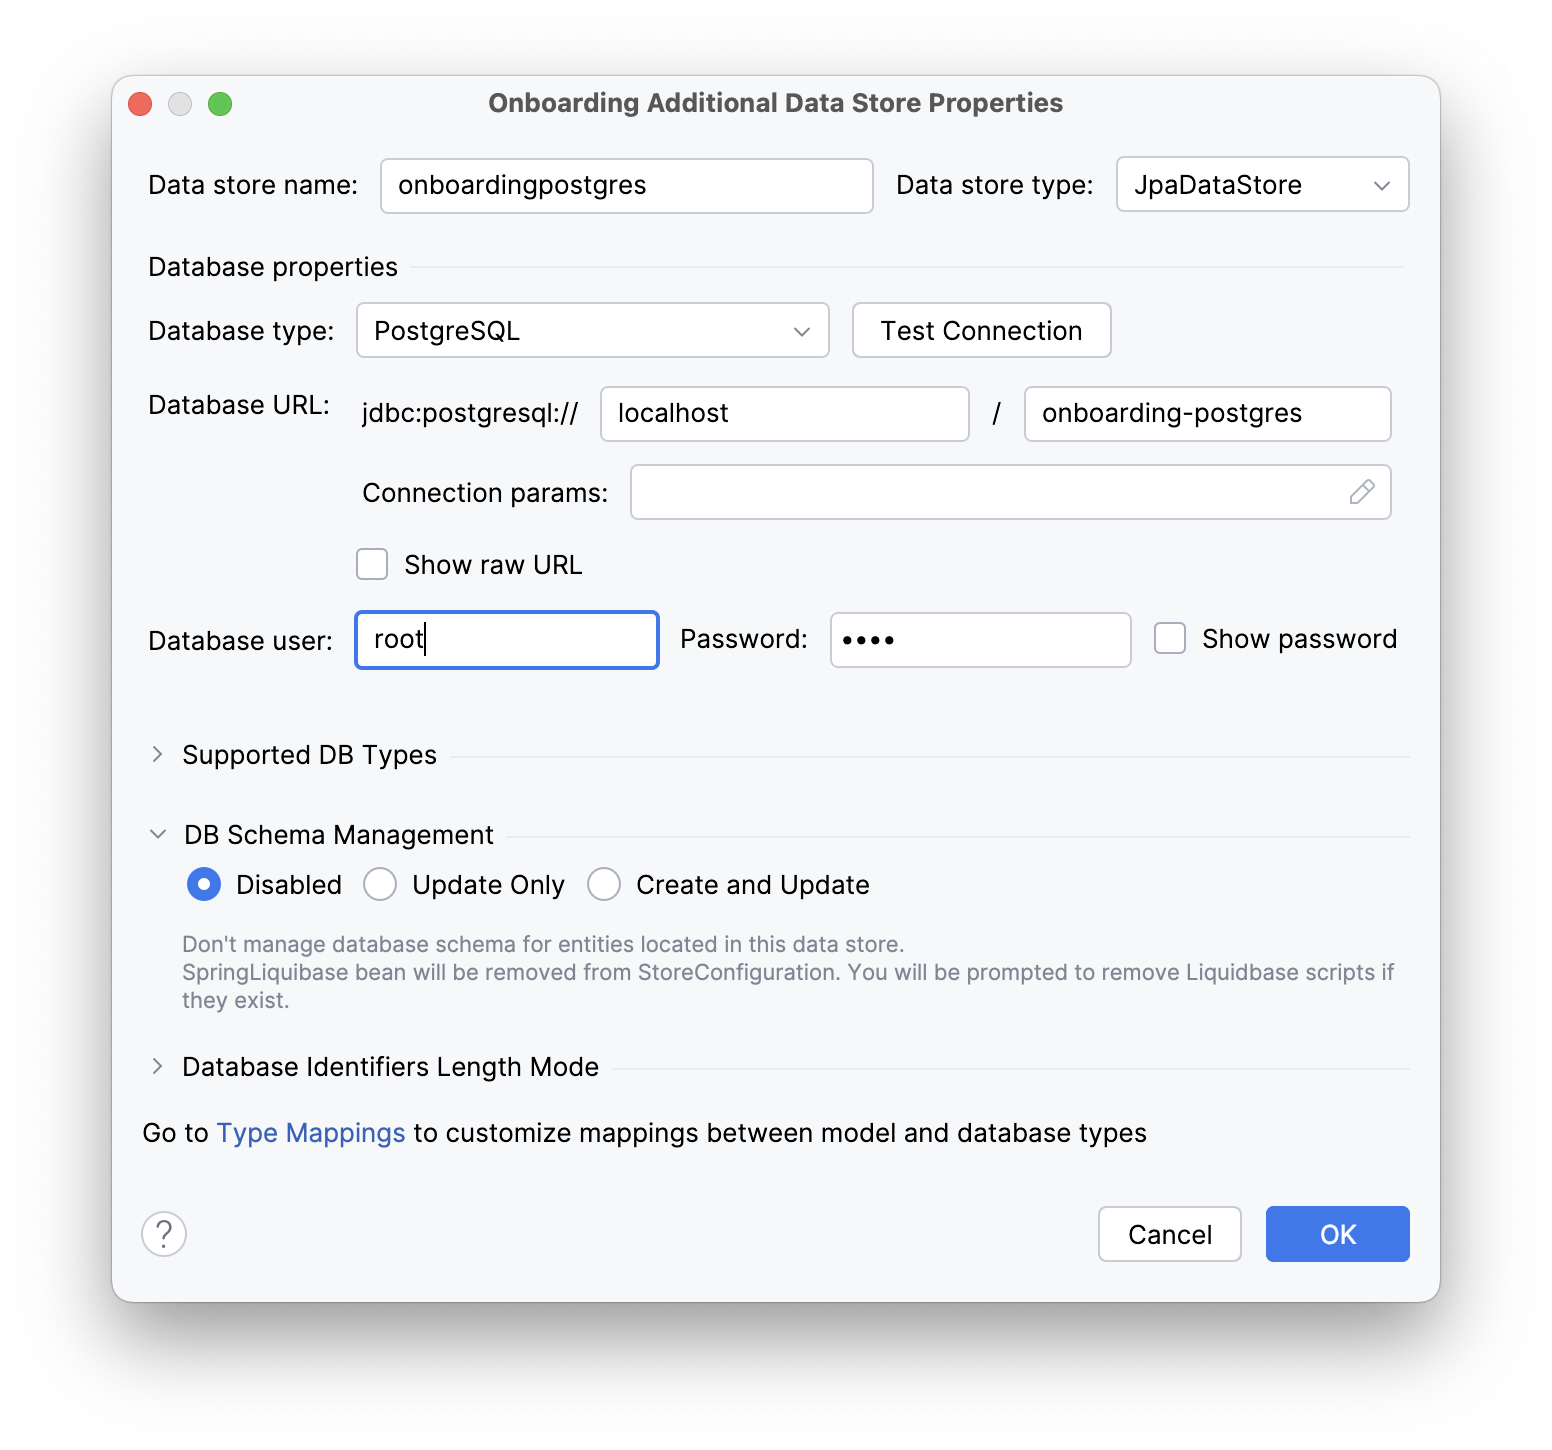 Onboarding Additional Data Store Properties
Data store name: onboardingpostgres Data store type: JpaDataStore
Database properties
Database type: PostgreSQL Test Connection
Database URL: jdbc:postgresql:// localhost / onboarding-postgres
Connection params:
Show raw URL
Database user: root Password: •••• Show password
Supported DB Types
DB Schema Management
Disabled Update Only Create and Update
Don't manage database schema for entities located in this data store.
SpringLiquibase bean will be removed from StoreConfiguration. You will be prompted to remove Liquidbase scripts if
they exist.
Database Identifiers Length Mode
Go to Type Mappings to customize mappings between model and database types
? Cancel OK